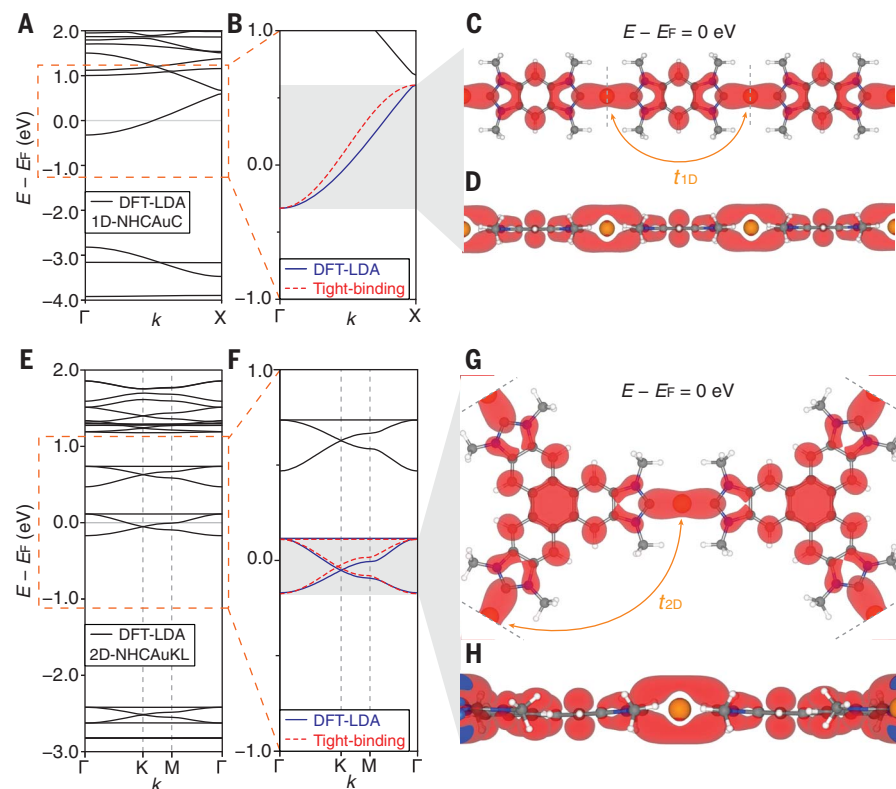 A
2.0
1.0
0.0
−1.0
−2.0
−3.0
−4.0
E − EF (eV)
DFT-LDA
1D-NHCAuC
Γ
k
X
B
1.0
0.0
−1.0
DFT-LDA
Tight-binding
Γ
k
X
C
E − EF = 0 eV
t1D
D
E
2.0
1.0
0.0
−1.0
−2.0
−3.0
E − EF (eV)
DFT-LDA
2D-NHCAuKL
Γ
K
M
Γ
k
F
1.0
0.0
−1.0
DFT-LDA
Tight-binding
Γ
K
M
Γ
k
G
E − EF = 0 eV
t2D
H